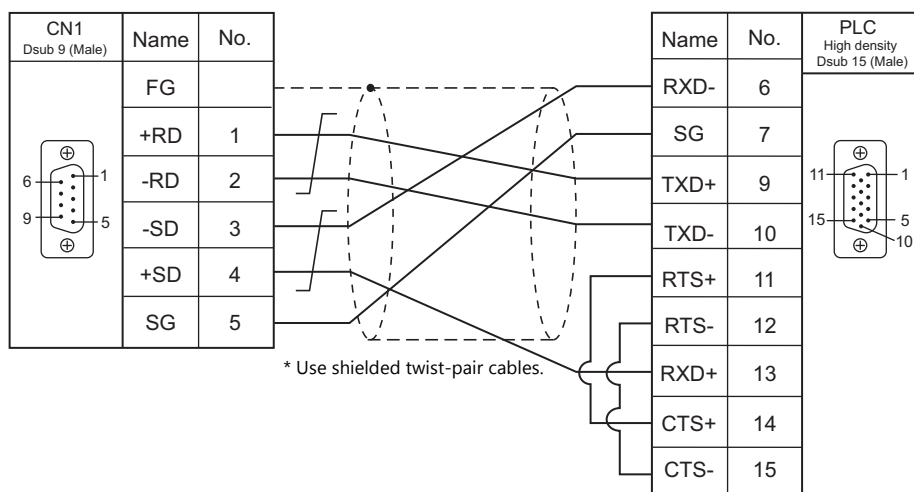 CN1
Dsub 9 (Male)
Name No.
FG
+RD 1
-RD 2
-SD 3
+SD 4
SG 5
6 1
9 5
* Use shielded twist-pair cables.
Name No.
PLC
High density
Dsub 15 (Male)
RXD- 6
SG 7
TXD+ 9
TXD- 10
RTS+ 11
RTS- 12
RXD+ 13
CTS+ 14
CTS- 15
11 1
15 5
10